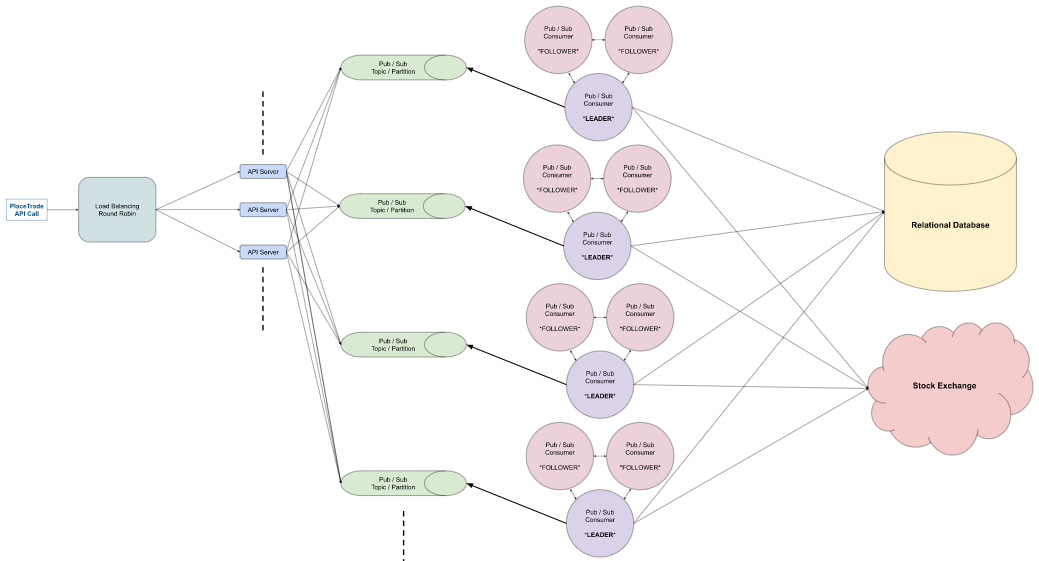 PlaceTrade
API Call
Load Balancing
Round Robin
API Server
API Server
API Server
Pub / Sub
Topic / Partition
Pub / Sub
Topic / Partition
Pub / Sub
Topic / Partition
Pub / Sub
Topic / Partition
Pub / Sub
Consumer
*FOLLOWER*
Pub / Sub
Consumer
*FOLLOWER*
Pub / Sub
Consumer
*LEADER*
Pub / Sub
Consumer
*FOLLOWER*
Pub / Sub
Consumer
*FOLLOWER*
Pub / Sub
Consumer
*LEADER*
Pub / Sub
Consumer
*FOLLOWER*
Pub / Sub
Consumer
*FOLLOWER*
Pub / Sub
Consumer
*LEADER*
Pub / Sub
Consumer
*FOLLOWER*
Pub / Sub
Consumer
*FOLLOWER*
Pub / Sub
Consumer
*LEADER*
Relational Database
Stock Exchange